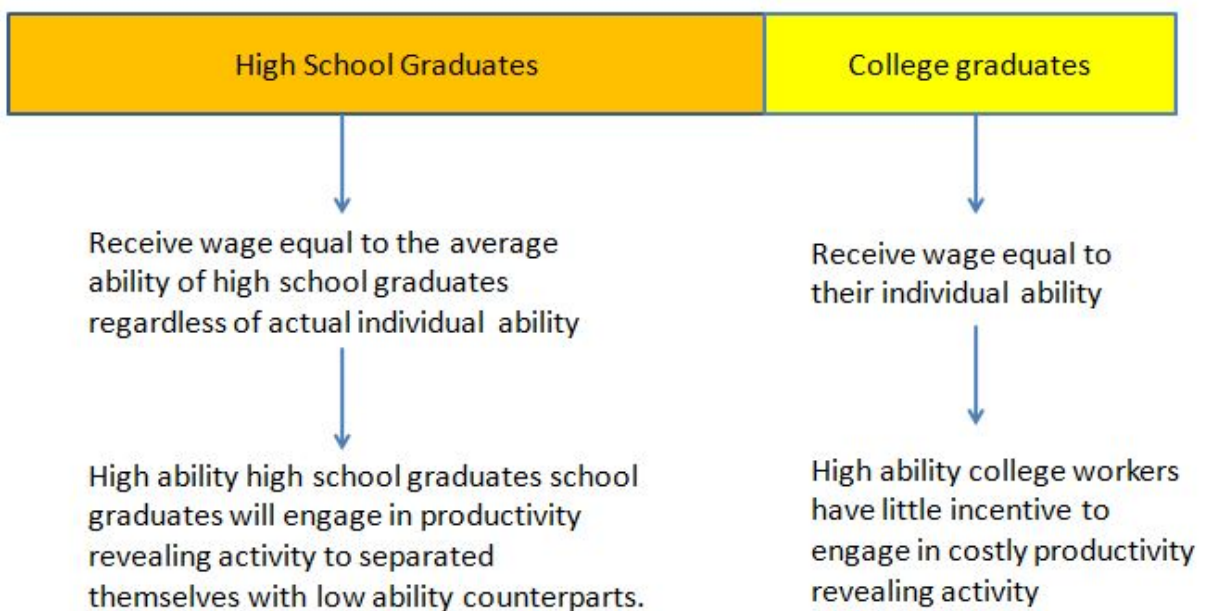 High School Graduates
College graduates
Receive wage equal to the average
ability of high school graduates
regardless of actual individual ability
Receive wage equal to
their individual ability
High ability high school graduates school
graduates will engage in productivity
revealing activity to separated
themselves with low ability counterparts.
High ability college workers
have little incentive to
engage in costly productivity
revealing activity